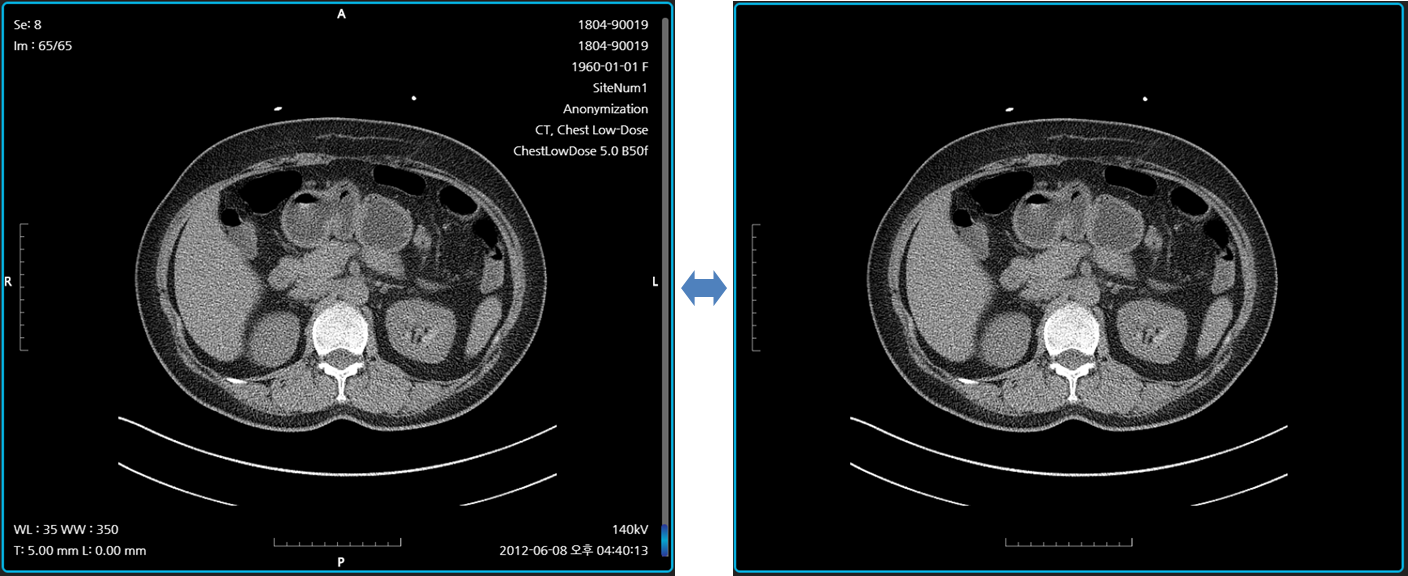 A
Se: 8
Im : 65/65
1804-90019
1804-90019
1960-01-01 F
SiteNum1
Anonymization
CT, Chest Low-Dose
ChestLowDose 5.0 B50f
R
L
WL : 35 WW : 350
T: 5.00 mm L: 0.00 mm
140kV
2012-06-08 오후 04:40:13
P